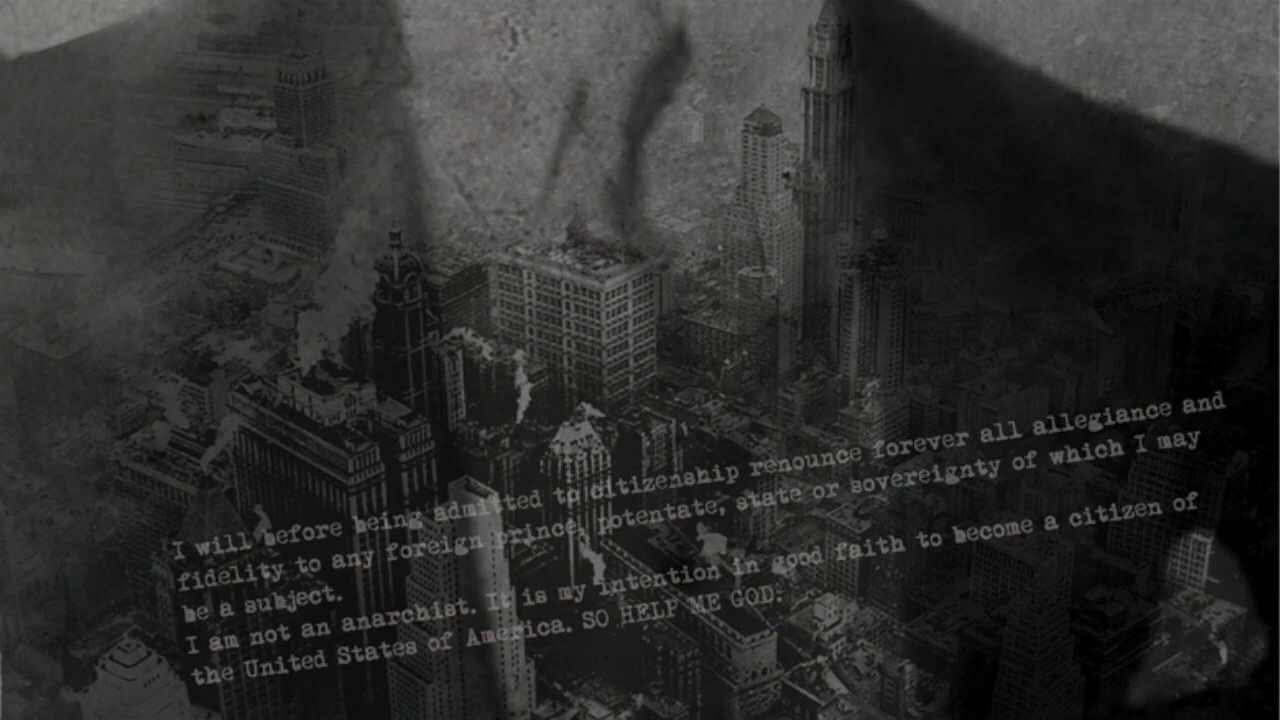 I will before being admitted to citizenship renounce forever all allegiance and
fidelity to any foreign prince, potentate, state or sovereignty of which I may
be a subject.
I am not an anarchist. It is my intention in good faith to become a citizen of
the United States of America. SO HELP ME GOD.